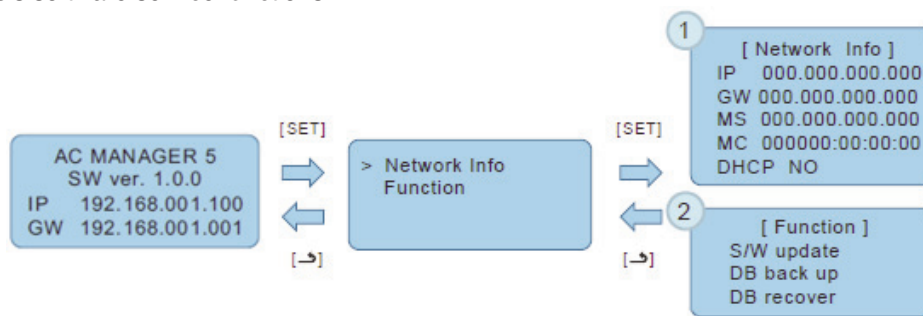 [SET]
AC MANAGER 5
SW ver. 1.0.0
IP 192.168.001.100
GW 192.168.001.001
[⤶]
> Network Info
Function
[SET]
[⤶]
1
[ Network Info ]
IP 000.000.000.000
GW 000.000.000.000
MS 000.000.000.000
MC 000000:00:00:00
DHCP NO
2
[ Function ]
S/W update
DB back up
DB recover